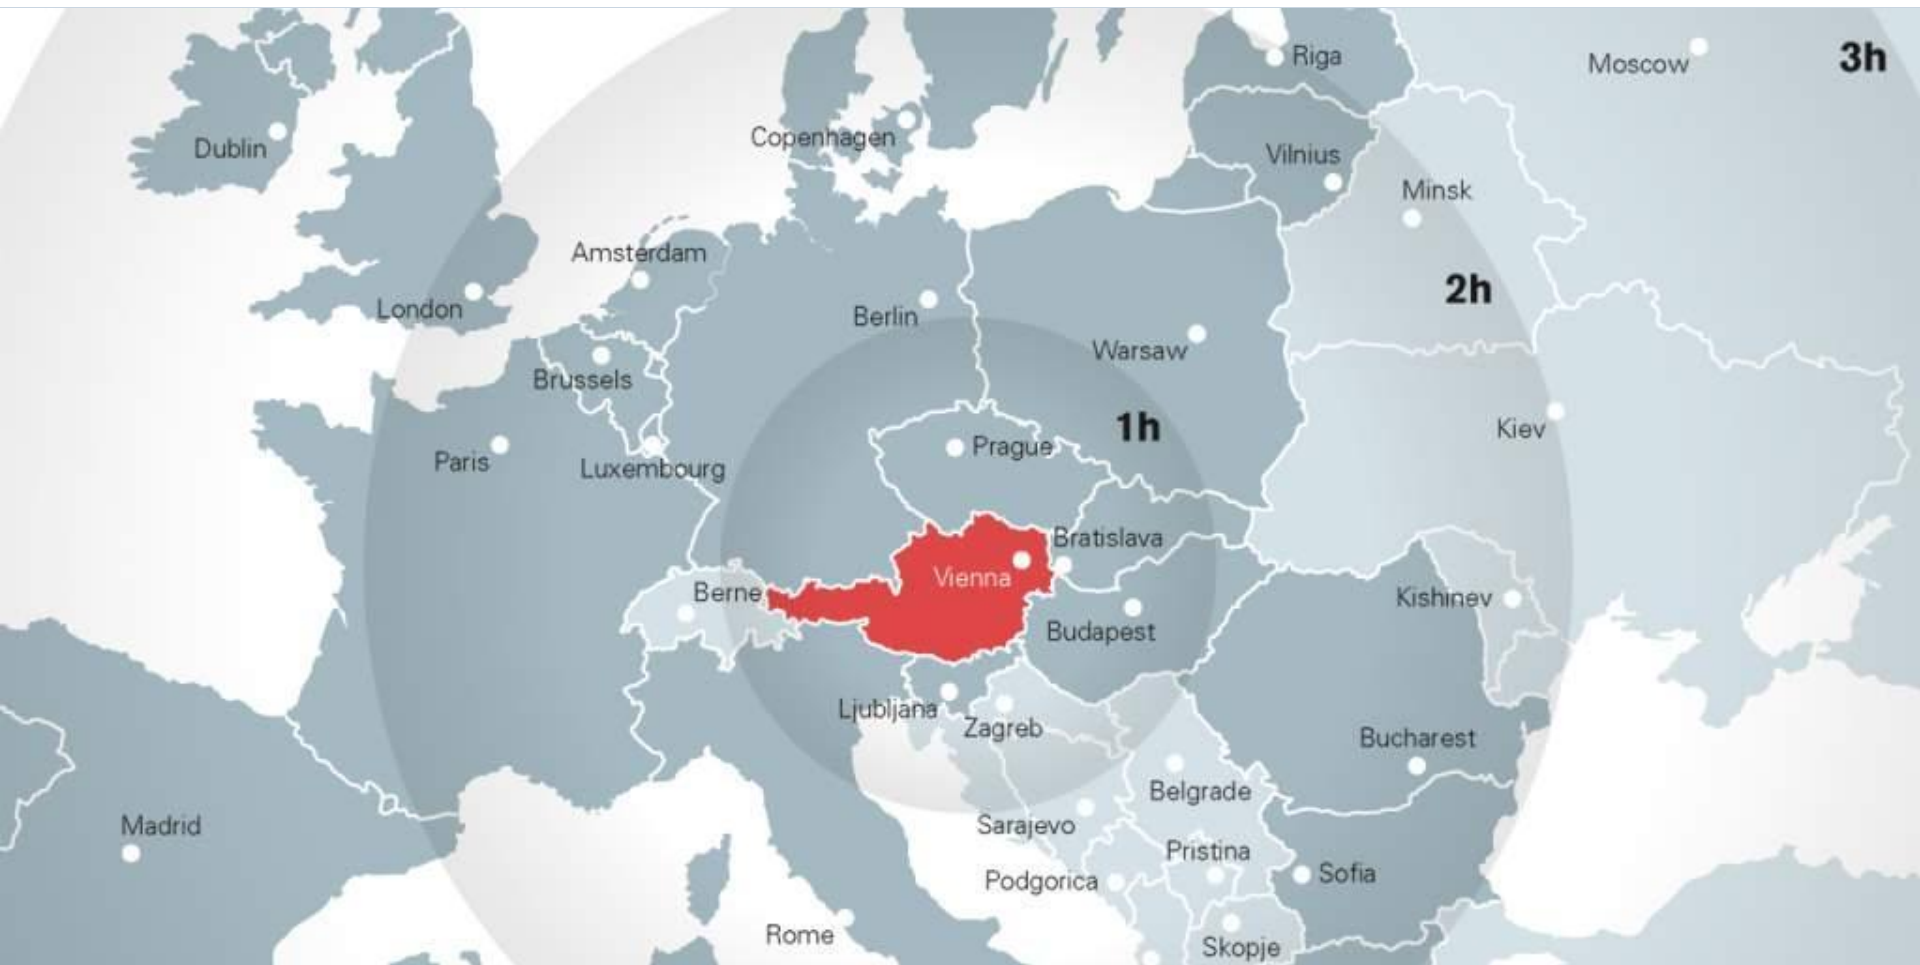 Riga
Moscow
3h
Copenhagen
Dublin
Vilnius
Minsk
Amsterdam
2h
London
Berlin
Warsaw
Brussels
1h
Kiev
Prague
Paris
Luxembourg
Bratislava
Vienna
Berne
Kishinev
Budapest
Ljubljana
Zagreb
Bucharest
Belgrade
Madrid
Sarajevo
Pristina
Sofia
Podgorica
Rome
Skopje